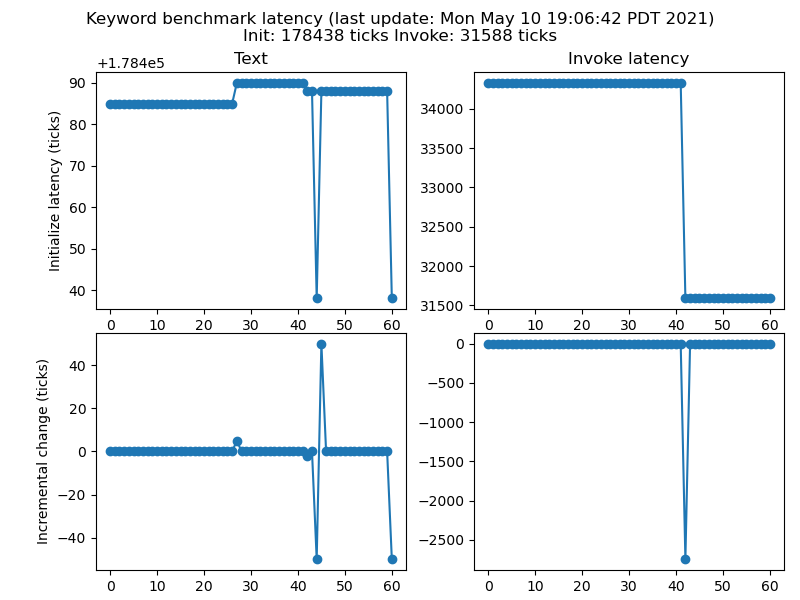 Keyword benchmark latency (last update: Mon May 10 19:06:42 PDT 2021)
Init: 178438 ticks Invoke: 31588 ticks
Text
Invoke latency
+1.784e5
Initialize latency (ticks)
90
80
70
60
50
40
0 10 20 30 40 50 60
34000
33500
33000
32500
32000
31500
0 10 20 30 40 50 60
Incremental change (ticks)
40
20
0
−20
−40
0 10 20 30 40 50 60
0
−500
−1000
−1500
−2000
−2500
0 10 20 30 40 50 60